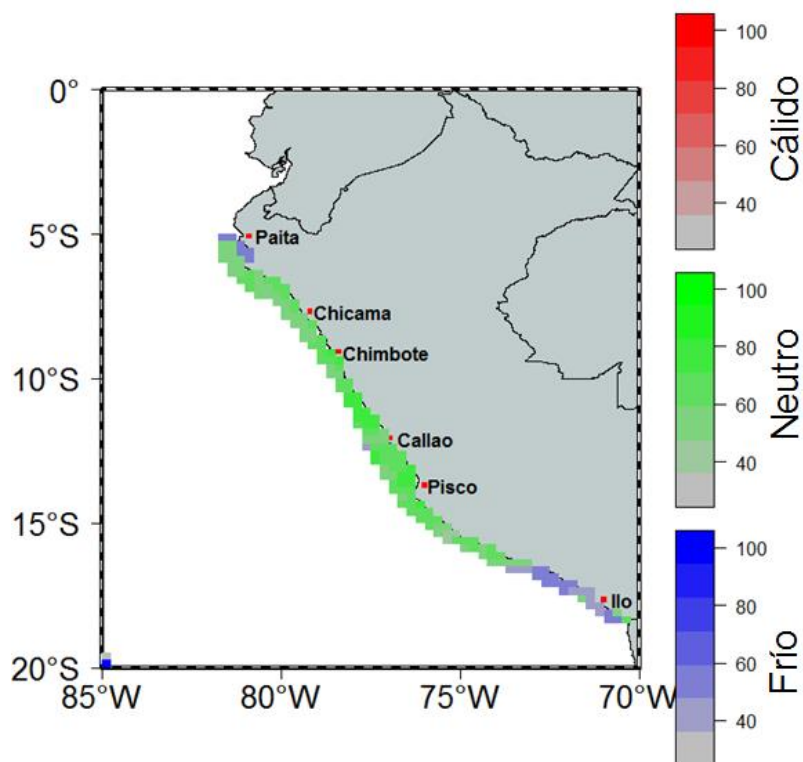 0°
5°S
10°S
15°S
20°S
85°W
80°W
75°W
70°W
Paita
Chicama
Chimbote
Callao
Pisco
Ilo
100
80
60
40
Cálido
100
80
60
40
Neutro
100
80
60
40
Frío